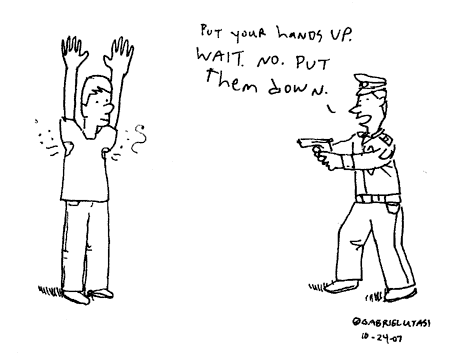 PUT YOUR HANDS UP.
WAIT. NO. PUT
THEM DOWN.
©GABRIELUTASI
10-24-07